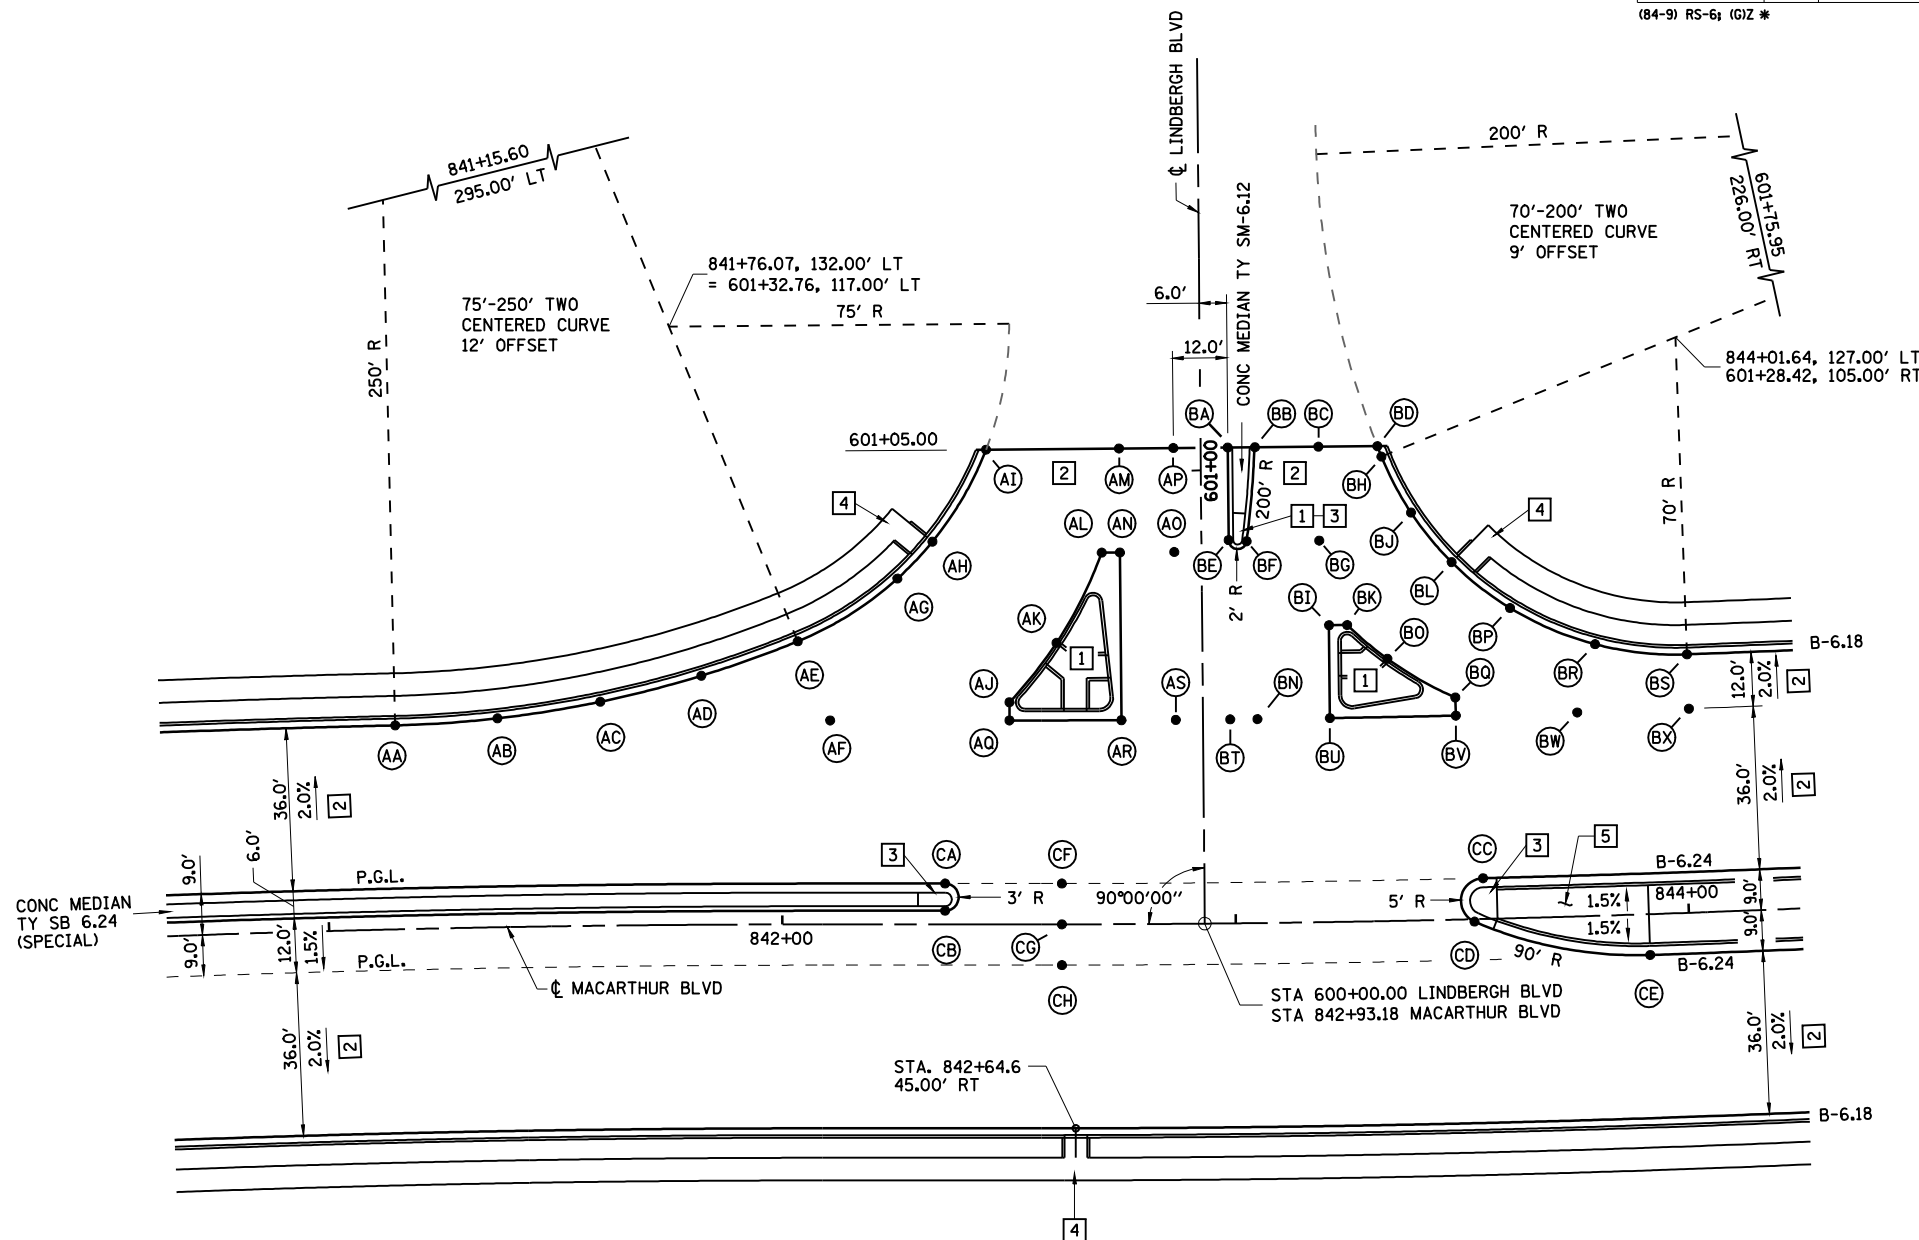 (84-9) RS-6; (G)Z *
℄ LINDBERGH BLVD
200' R
841+15.60
295.00' LT
601+75.95
226.00' RT
CONC MEDIAN TY SM-6.12
70'-200' TWO
CENTERED CURVE
9' OFFSET
841+76.07, 132.00' LT
= 601+32.76, 117.00' LT
75'-250' TWO
CENTERED CURVE
12' OFFSET
75' R
6.0'
12.0'
250' R
844+01.64, 127.00' LT
601+28.42, 105.00' RT
BA
BB
BC
BD
601+05.00
AI
2
AM
AP
601+00
200' R
2
BH
70' R
4
AL
AN
AO
1
3
BJ
4
AH
BE
BF
BG
BL
AG
AK
2' R
BI
BK
BP
BO
B-6.18
1
AE
AJ
AS
BN
1
BQ
BR
BS
12.0'
2.0%
2
AD
AC
AB
AA
AF
AQ
AR
BT
BU
BV
BW
BX
36.0'
2.0%
2
36.0'
2.0%
2
9.0'
6.0'
3
CA
CF
CC
3
5
B-6.24
P.G.L.
CONC MEDIAN
TY SB 6.24
(SPECIAL)
3' R
90°00'00"
5' R
1.5%
844+00
9.0'
9.0'
12.0'
1.5%
842+00
CB
CG
1.5%
9.0'
P.G.L.
CD
90' R
B-6.24
℄ MACARTHUR BLVD
CH
STA 600+00.00 LINDBERGH BLVD
STA 842+93.18 MACARTHUR BLVD
CE
36.0'
2.0%
2
36.0'
2.0%
2
STA. 842+64.6
45.00' RT
B-6.18
4